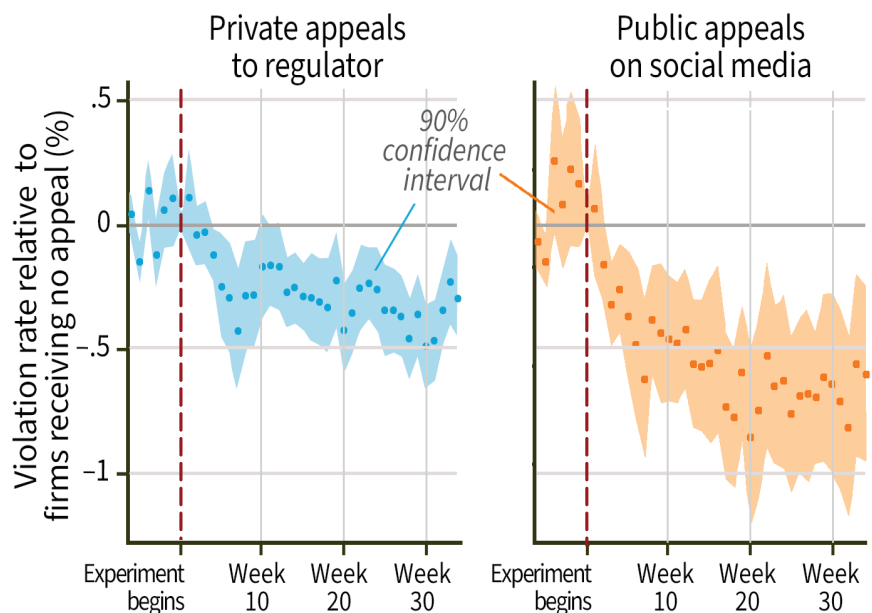 Private appeals
to regulator
Public appeals
on social media
Violation rate relative to
firms receiving no appeal (%)
.5
0
–.5
–1
90%
confidence
interval
Experiment
begins
Week
10
Week
20
Week
30
Experiment
begins
Week
10
Week
20
Week
30